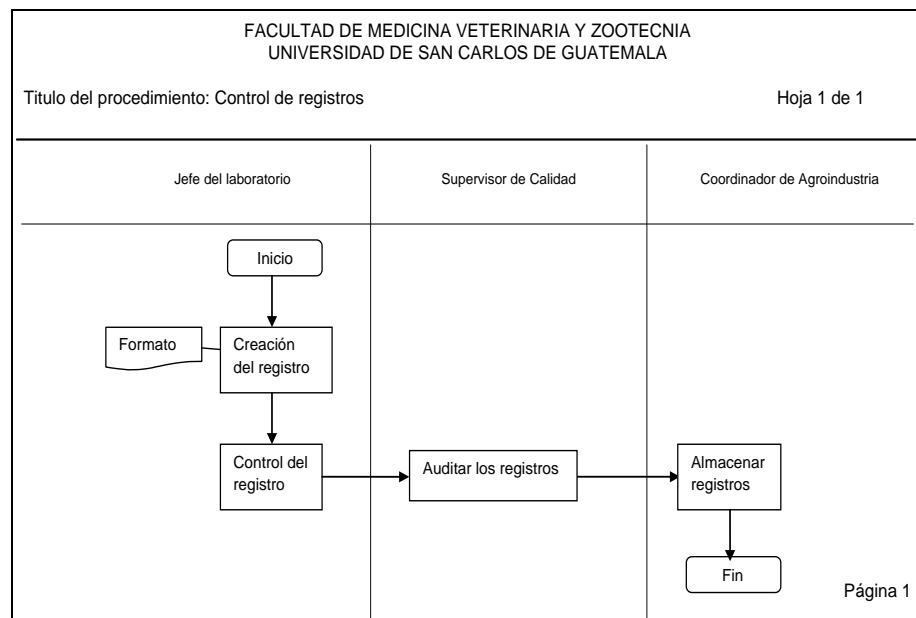 FACULTAD DE MEDICINA VETERINARIA Y ZOOTECNIA
UNIVERSIDAD DE SAN CARLOS DE GUATEMALA
Titulo del procedimiento: Control de registros
Hoja 1 de 1
Jefe del laboratorio
Supervisor de Calidad
Coordinador de Agroindustria
Inicio
Formato
Creación
del registro
Control del
registro
Auditar los registros
Almacenar
registros
Fin
Página 1